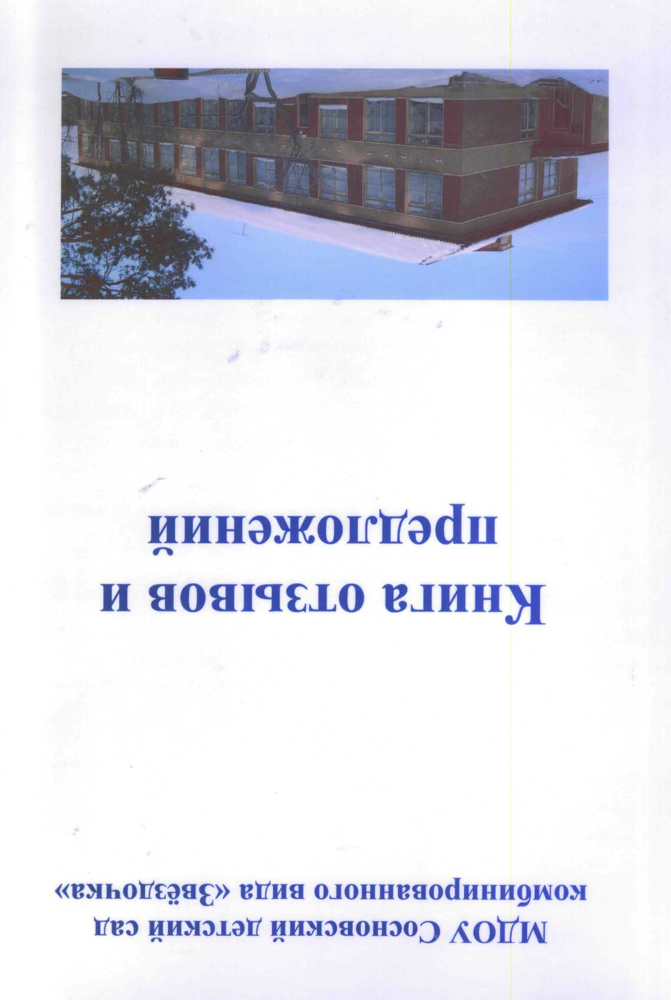 МДОУ Сосновский детский сад
комбинированного вида «Звёздочка»
Книга отзывов и
предложений